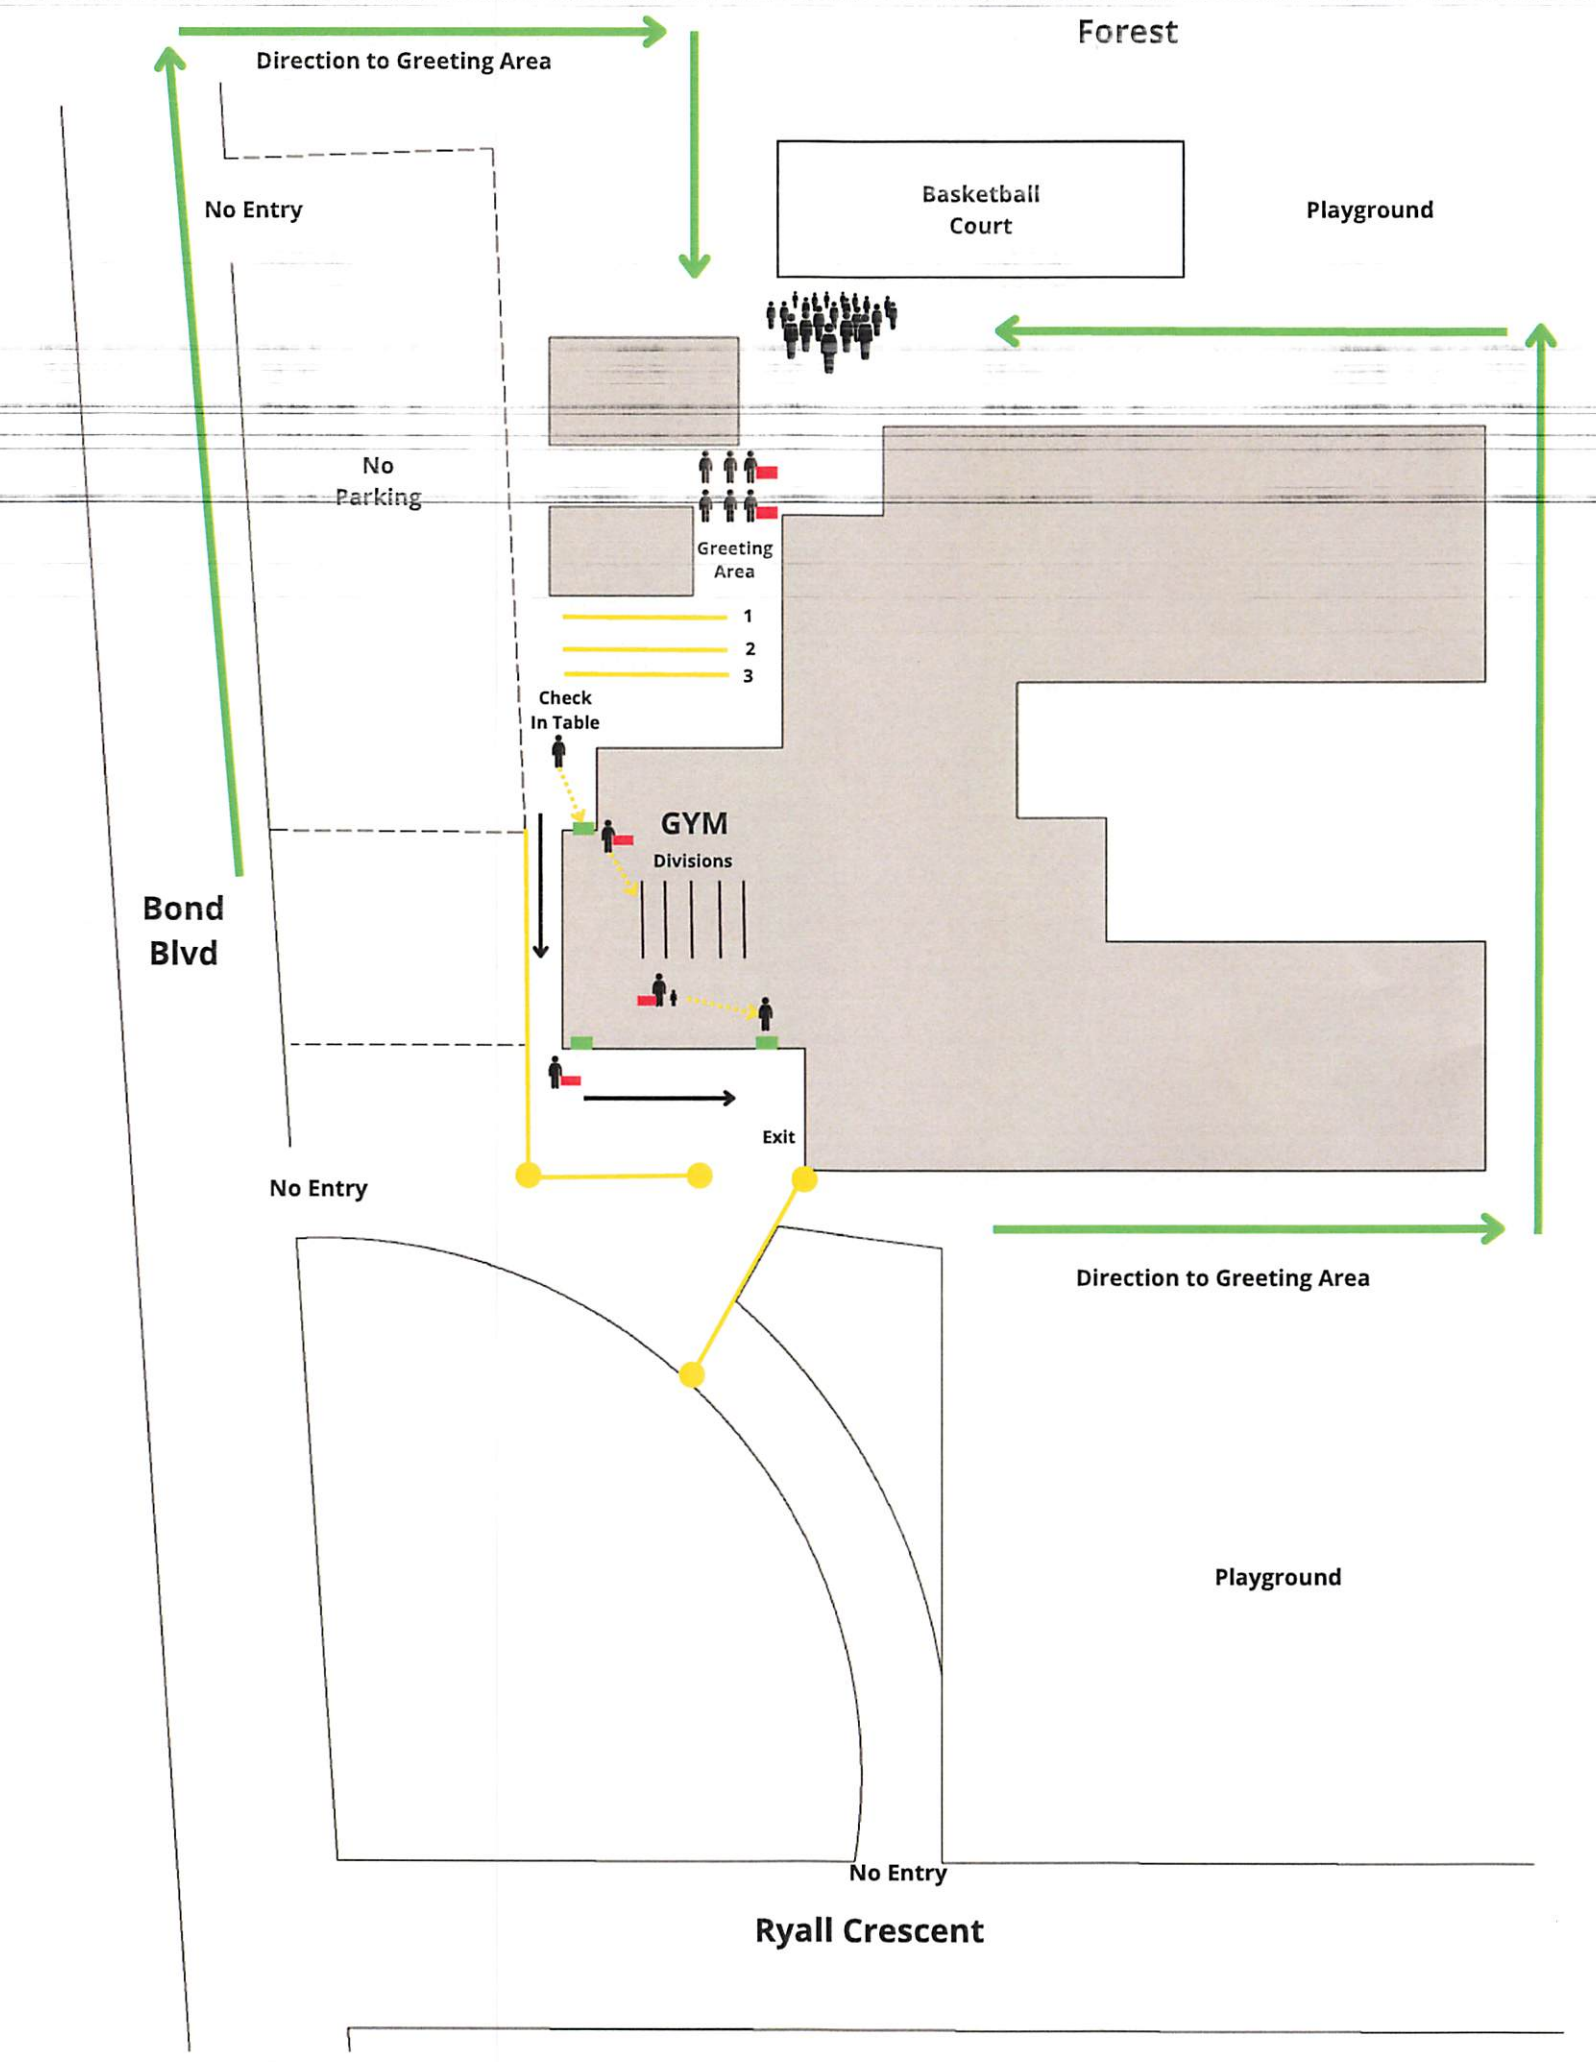 Forest
Direction to Greeting Area
Basketball
Court
Playground
No Entry
No
Parking
Greeting
Area
1
2
3
Check
In Table
GYM
Divisions
Bond
Blvd
Exit
No Entry
Direction to Greeting Area
Playground
No Entry
Ryall Crescent